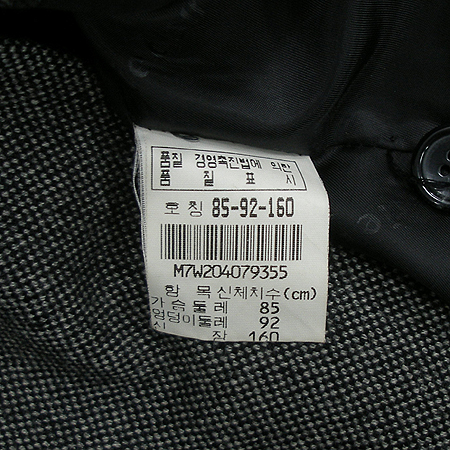 품질 경영촉진법에 의한
품 질 표 시
호칭 85-92-160
M7W204079355
항 목 신체치수(cm)
가슴둘레 85
엉덩이둘레 92
신 장 160